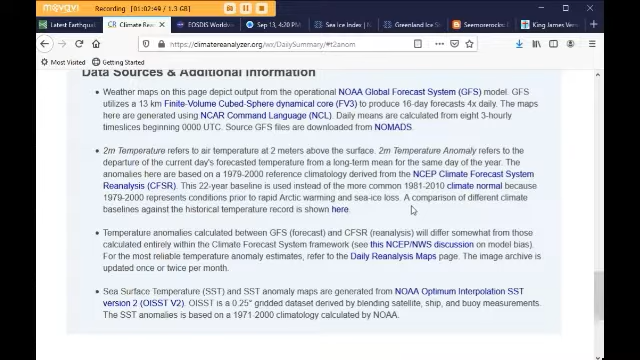 movavi Recording 01:02:49 | 1.3 GB
Latest Earthquak
CR Climate Rea
EOSDIS Worldv
Sep 13, 4:20 PM
Sea Ice Index | N
Greenland Ice Sh
Seemorerocks: D
King James Vers
https://climatereanalyzer.org/wx/DailySummary/#t2anom
Most Visited Getting Started
Data Sources & Additional Information
• Weather maps on this page depict output from the operational NOAA Global Forecast System (GFS) model. GFS
utilizes a 13 km Finite-Volume Cubed-Sphere dynamical core (FV3) to produce 16-day forecasts 4x daily. The maps
here are generated using NCAR Command Language (NCL). Daily means are calculated from eight 3-hourly
timeslices beginning 0000 UTC. Source GFS files are downloaded from NOMADS.
• 2m Temperature refers to air temperature at 2 meters above the surface. 2m Temperature Anomaly refers to the
departure of the current day's forecasted temperature from a long-term mean for the same day of the year. The
anomalies here are based on a 1979-2000 reference climatology derived from the NCEP Climate Forecast System
Reanalysis (CFSR). This 22-year baseline is used instead of the more common 1981-2010 climate normal because
1979-2000 represents conditions prior to rapid Arctic warming and sea-ice loss. A comparison of different climate
baselines against the historical temperature record is shown here.
• Temperature anomalies calculated between GFS (forecast) and CFSR (reanalysis) will differ somewhat from those
calculated entirely within the Climate Forecast System framework (see this NCEP/NWS discussion on model bias).
For the most reliable temperature anomaly estimates, refer to the Daily Reanalysis Maps page. The image archive is
updated once or twice per month.
• Sea Surface Temperature (SST) and SST anomaly maps are generated from NOAA Optimum Interpolation SST
version 2 (OISST V2). OISST is a 0.25° gridded dataset derived by blending satellite, ship, and buoy measurements.
The SST anomalies is based on a 1971-2000 climatology calculated by NOAA.